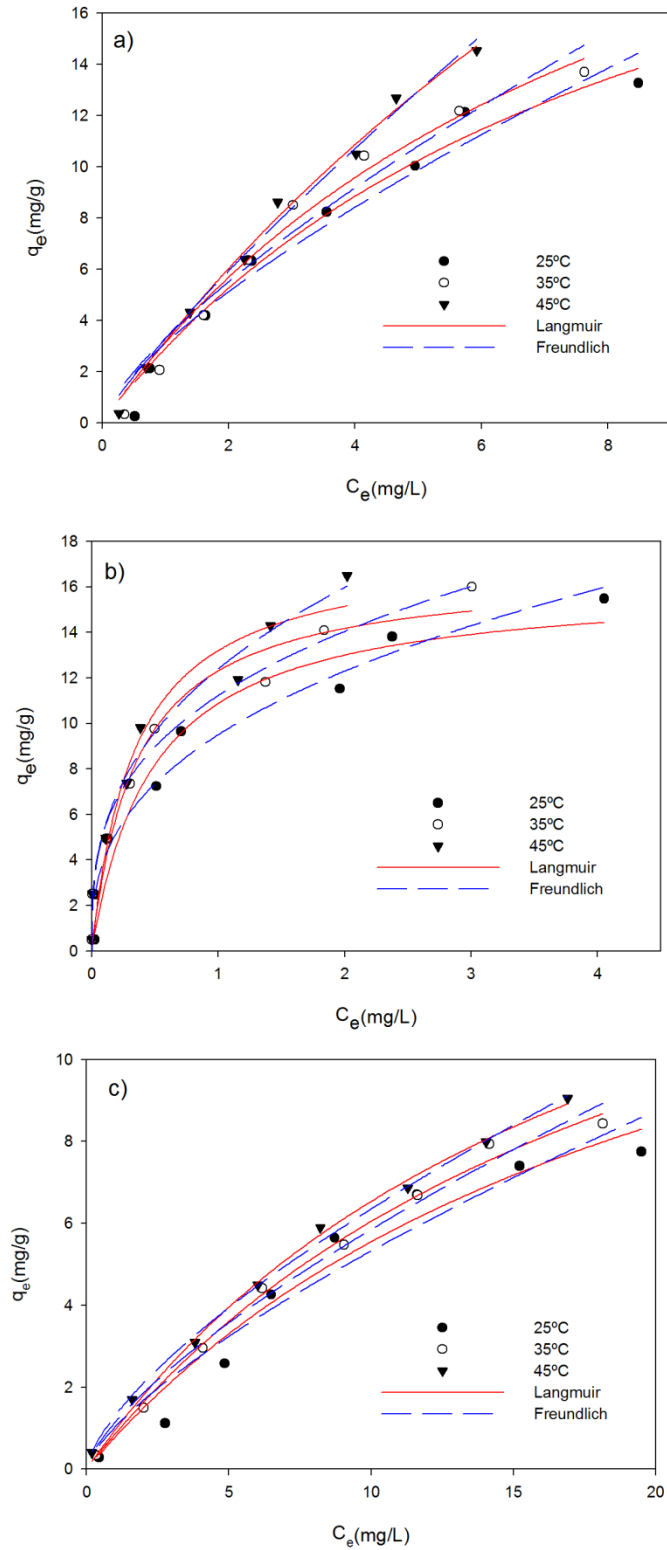 a)
16
14
12
10
8
6
4
2
0
qe(mg/g)
25ºC
35ºC
45ºC
Langmuir
Freundlich
0 2 4 6 8
Ce(mg/L)
b)
18
16
14
12
10
8
6
4
2
0
qe(mg/g)
25ºC
35ºC
45ºC
Langmuir
Freundlich
0 1 2 3 4
Ce(mg/L)
c)
10
8
6
4
2
0
qe(mg/g)
25ºC
35ºC
45ºC
Langmuir
Freundlich
0 5 10 15 20
Ce(mg/L)